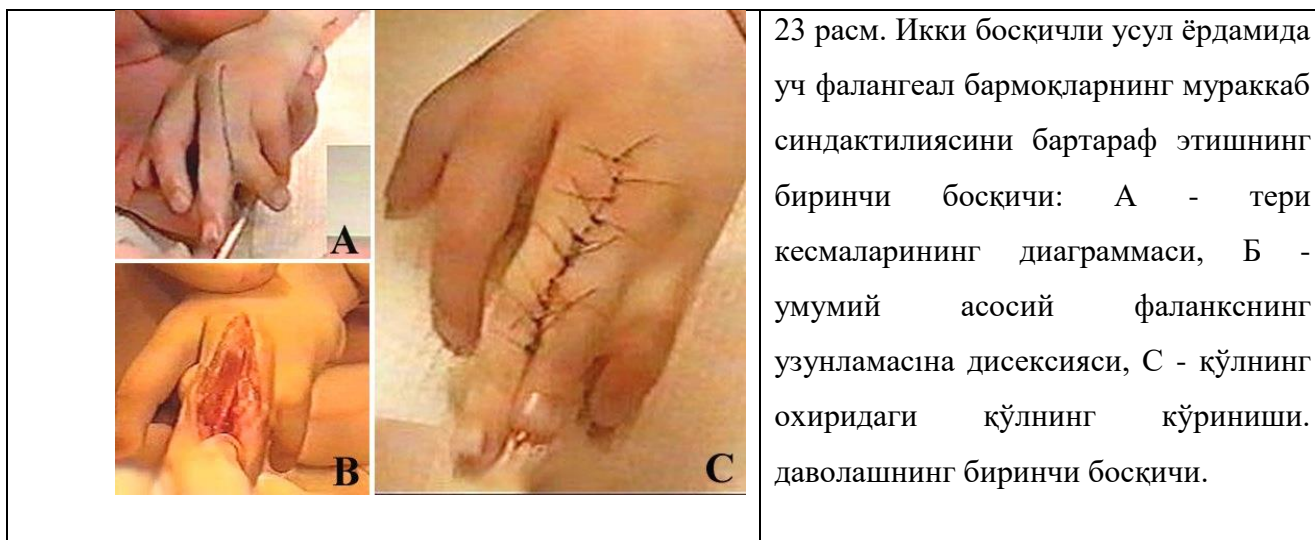 A
B
C
23 расм. Икки босқичли усул ёрдамида
уч фалангеал бармоқларнинг мураккаб
синдактилиясини бартараф этишнинг
биринчи босқичи: А - тери
кесмаларининг диаграммаси, Б -
умумий асосий фаланкснинг
узунламасıна дисексияси, С - қўлнинг
охиридаги қўлнинг кўриниши.
даволашнинг биринчи босқичи.